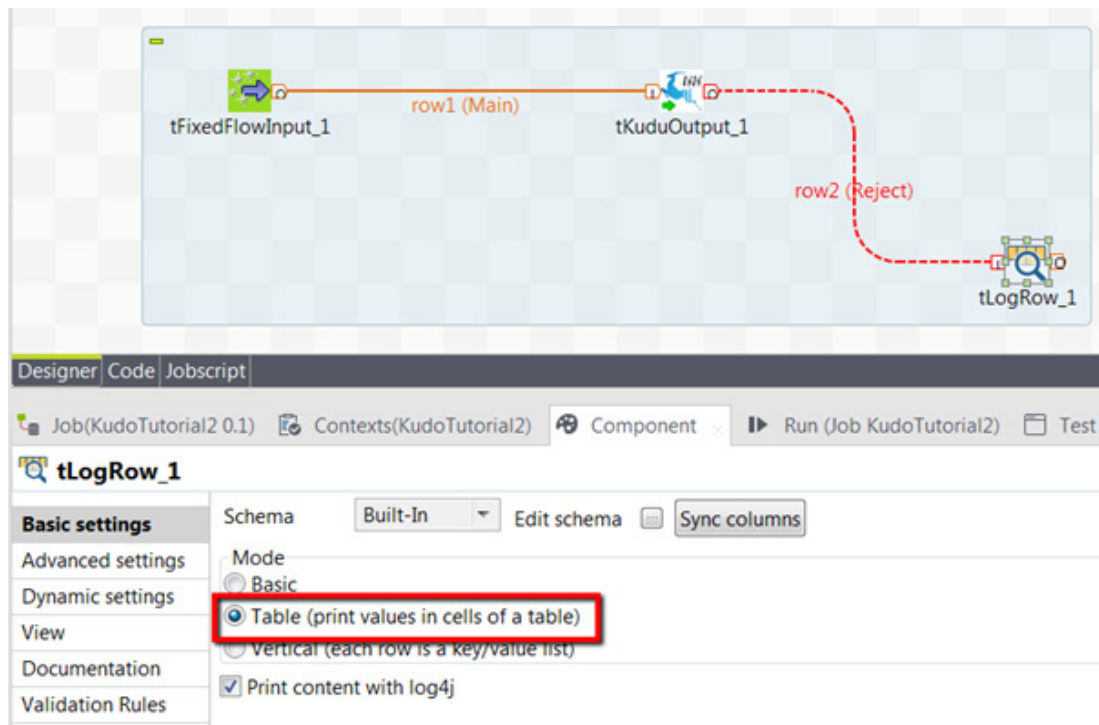 row1 (Main)
tFixedFlowInput_1
tKuduOutput_1
row2 (Reject)
tLogRow_1
Designer Code Jobscript
Job(KudoTutorial2 0.1) Contexts(KudoTutorial2) Component Run (Job KudoTutorial2) Test
tLogRow_1
Basic settings
Advanced settings
Dynamic settings
View
Documentation
Validation Rules
Schema Built-In Edit schema ... Sync columns
Mode
Basic
Table (print values in cells of a table)
Vertical (each row is a key/value list)
Print content with log4j